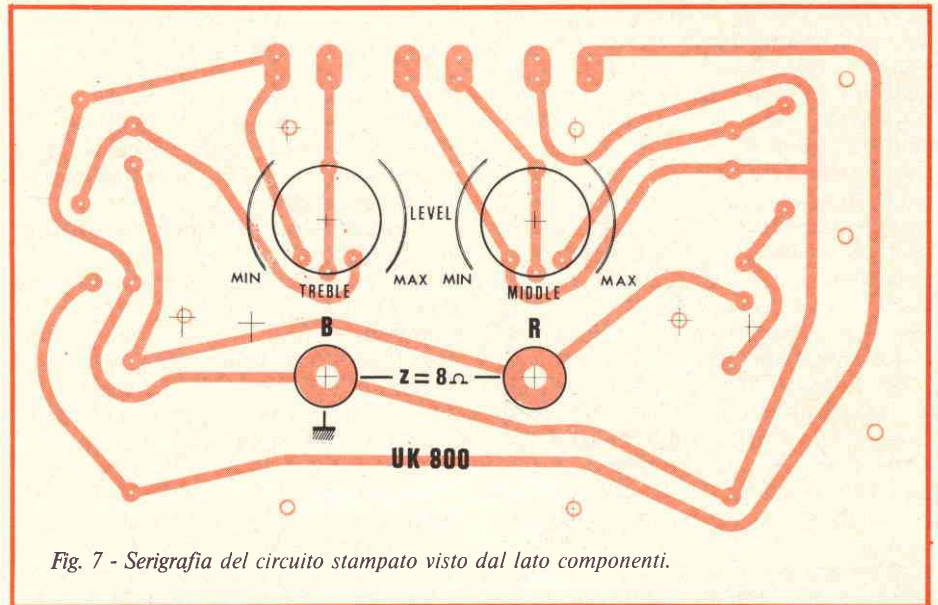 LEVEL
MIN MAX MIN MAX
TREBLE MIDDLE
B R
z = 8Ω
UK 800
Fig. 7 - Serigrafia del circuito stampato visto dal lato componenti.